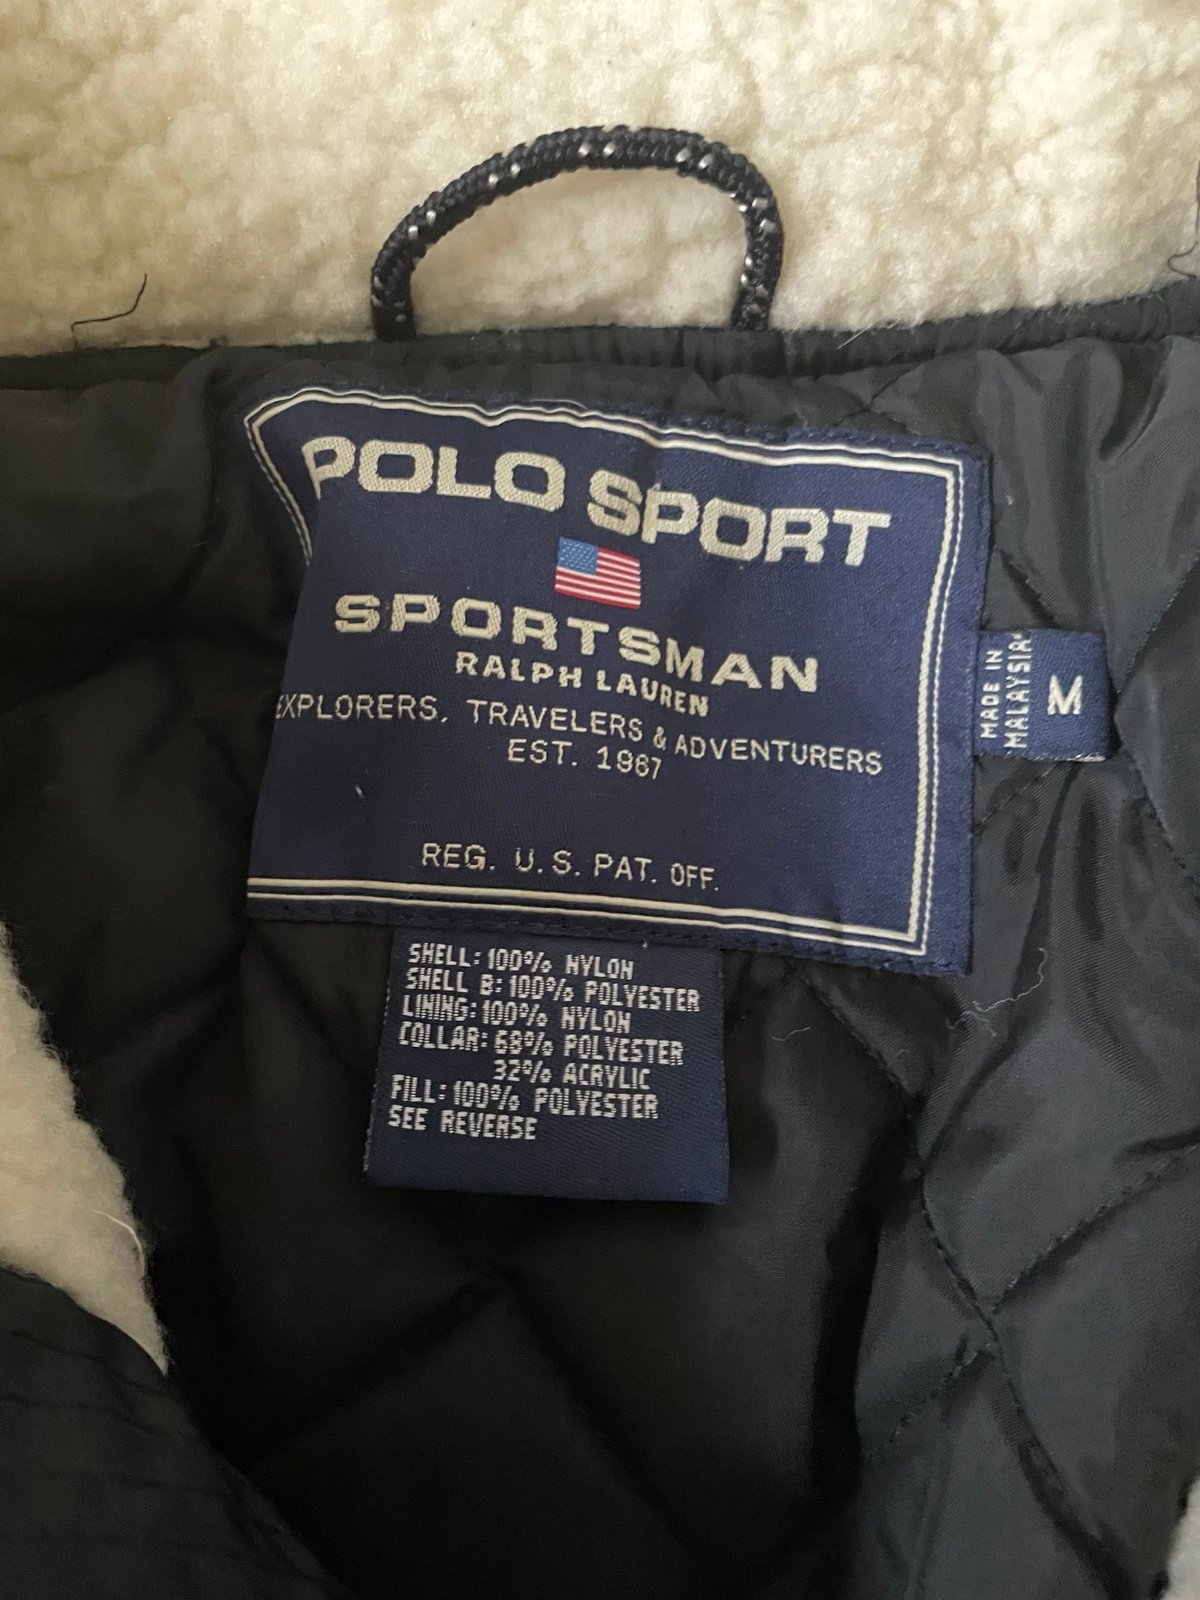 POLO SPORT
SPORTSMAN
RALPH LAUREN
EXPLORERS, TRAVELERS & ADVENTURERS
EST. 1967
REG. U.S. PAT. OFF.
MADE IN
MALAYSIA
M
SHELL: 100% NYLON
SHELL B: 100% POLYESTER
LINING: 100% NYLON
COLLAR: 68% POLYESTER
32% ACRYLIC
FILL: 100% POLYESTER
SEE REVERSE